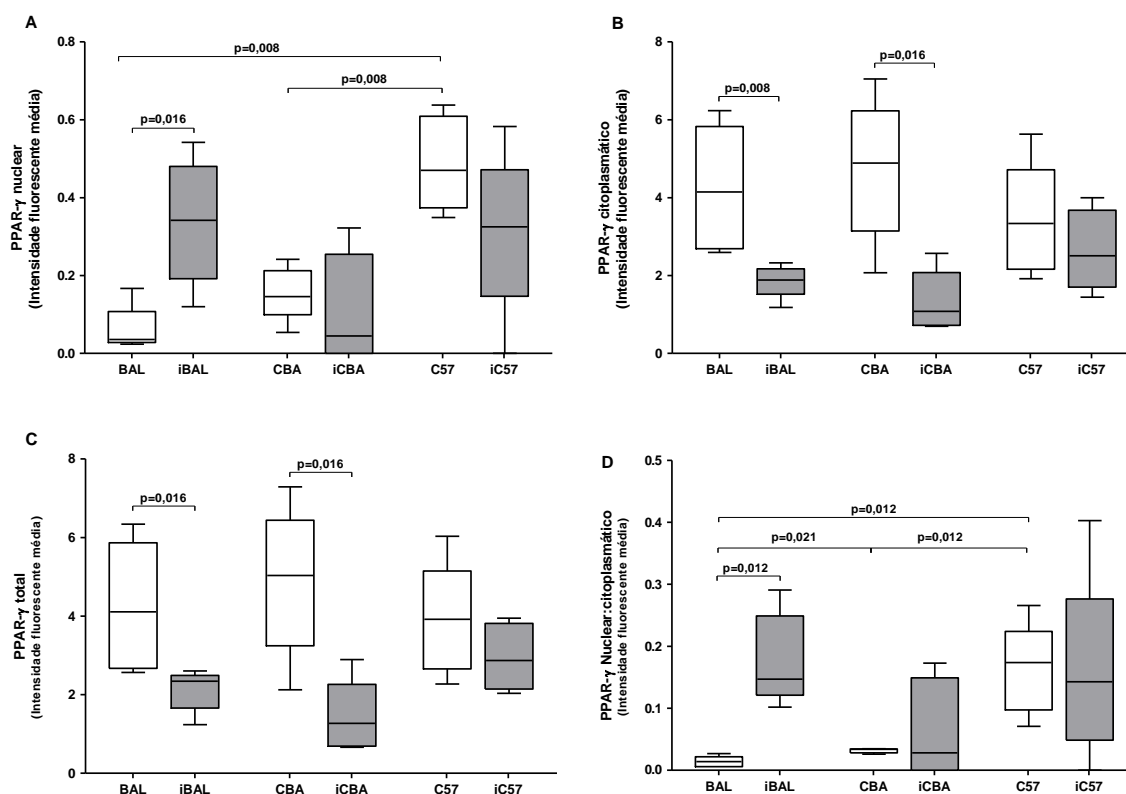 A
PPAR-γ nuclear
(Intensidade fluorescente média)
0.8
0.6
0.4
0.2
0.0
p=0,008
p=0,008
p=0,016
BAL iBAL CBA iCBA C57 iC57
B
PPAR-γ citoplasmático
(Intensidade fluorescente média)
8
6
4
2
0
p=0,016
p=0,008
BAL iBAL CBA iCBA C57 iC57
C
PPAR-γ total
(Intensidade fluorescente média)
8
6
4
2
0
p=0,016
p=0,016
BAL iBAL CBA iCBA C57 iC57
D
PPAR-γ Nuclear:citoplasmático
(Intensidade fluorescente média)
0.5
0.4
0.3
0.2
0.1
0.0
p=0,012
p=0,021 p=0,012
p=0,012
BAL iBAL CBA iCBA C57 iC57